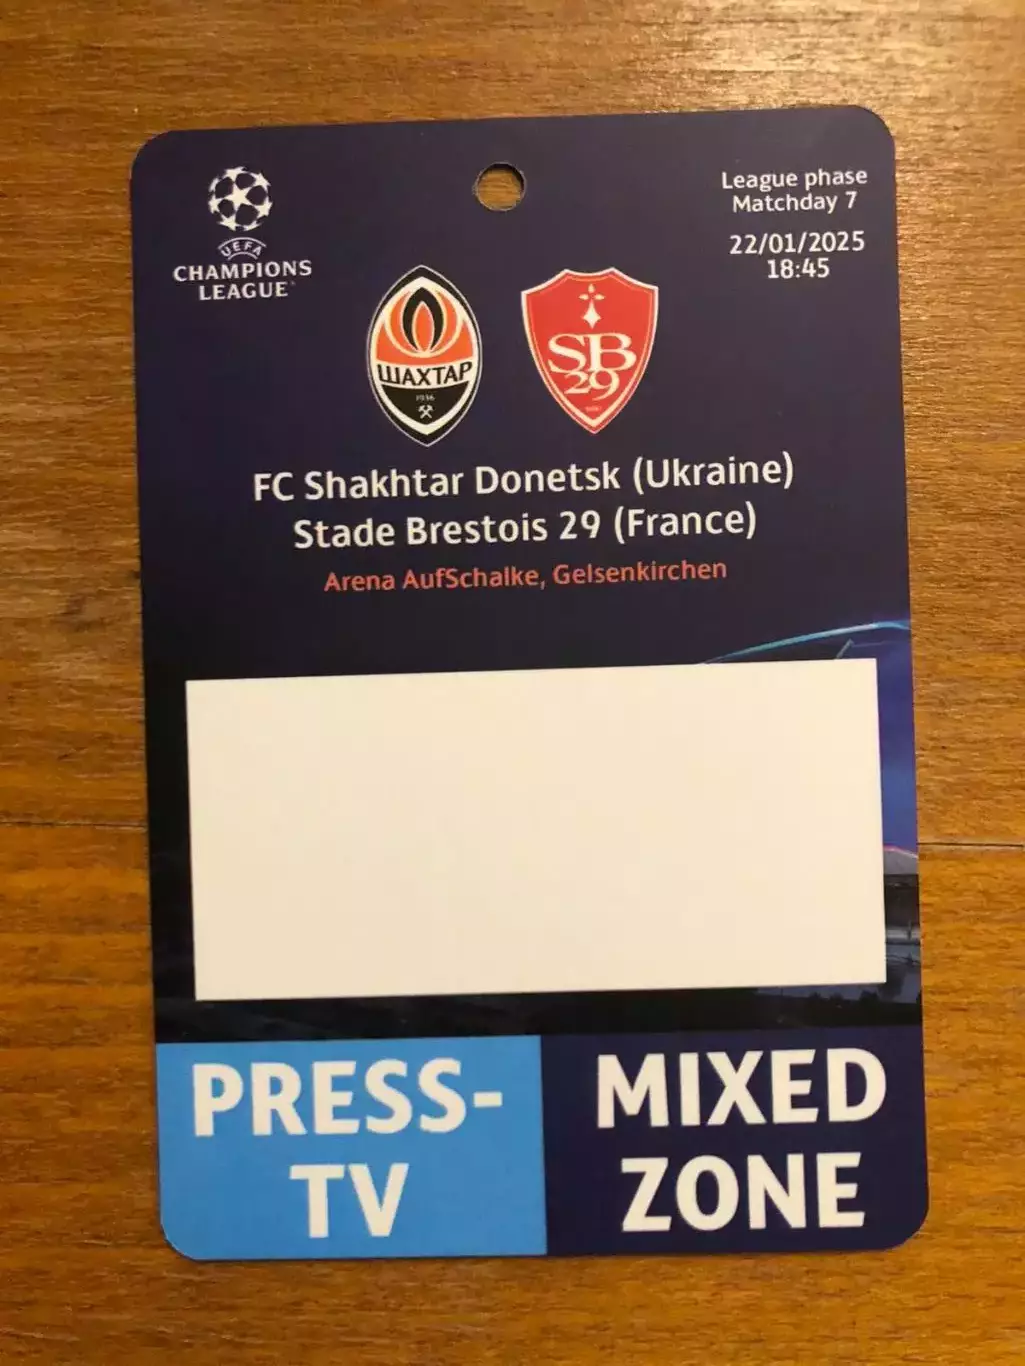 UEFA
CHAMPIONS
LEAGUE
League phase
Matchday 7
22/01/2025
18:45
ШАХТАР
1936
SB
29
FC Shakhtar Donetsk (Ukraine)
Stade Brestois 29 (France)
Arena AufSchalke, Gelsenkirchen
PRESS-
TV
MIXED
ZONE